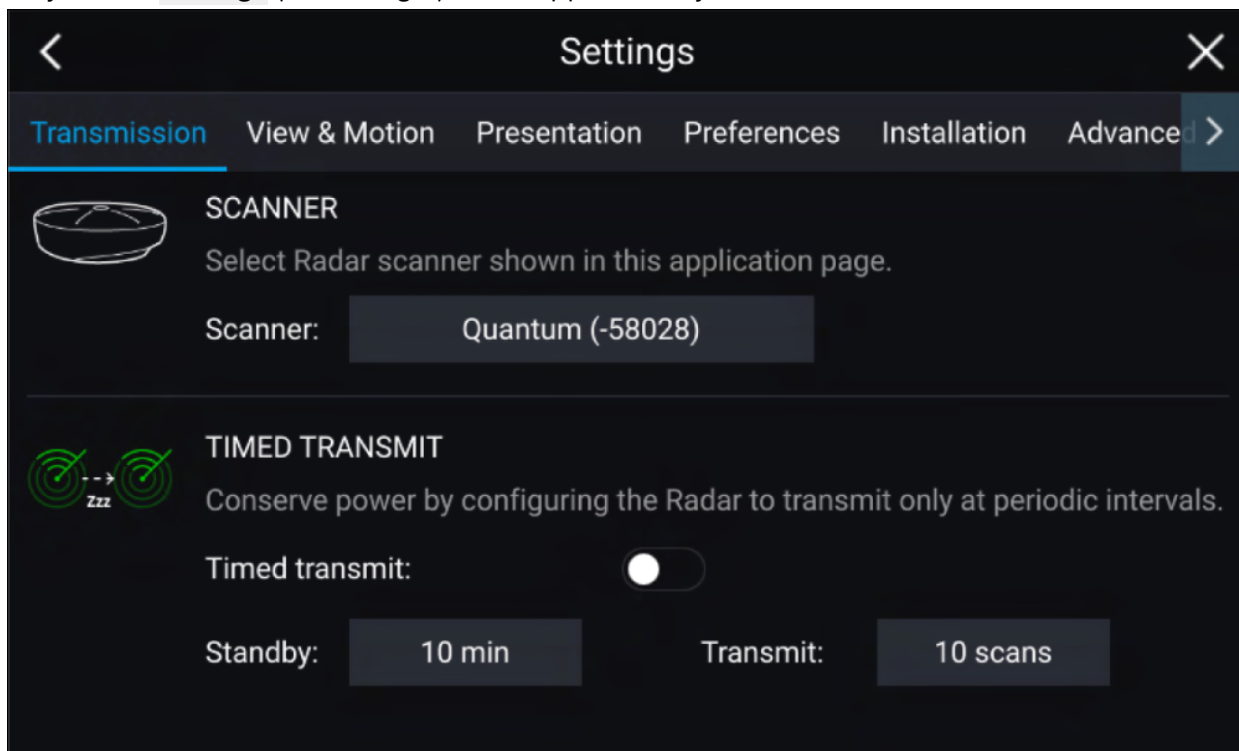 Settings
Transmission View & Motion Presentation Preferences Installation Advanced
SCANNER
Select Radar scanner shown in this application page.
Scanner: Quantum (-58028)
TIMED TRANSMIT
Zzz
Conserve power by configuring the Radar to transmit only at periodic intervals.
Timed transmit:
Standby: 10 min Transmit: 10 scans